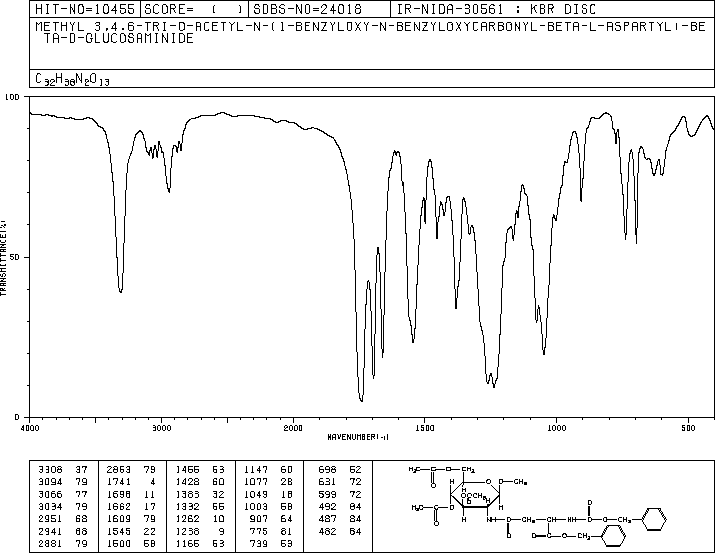 HIT-NO=10455 SCORE= ( ) SDBS-NO=24018 IR-NIDA-30561 : KBR DISC
METHYL 3,4,6-TRI-O-ACETYL-N-(1-BENZYLOXY-N-BENZYLOXYCARBONYL-BETA-L-ASPARTYL)-BE
TA-D-GLUCOSAMINIDE
C32H38N2O13
100
TRANSMITTANCE(%)
50
0
4000 3000 2000 1500 1000 500
WAVENUMBER(-1)
3308 37 2863 79 1455 53 1147 60 698 52
3094 79 1741 4 1428 60 1077 28 631 72
3066 77 1698 11 1383 32 1049 18 599 72
3034 79 1662 17 1332 55 1003 58 492 84
2951 68 1609 79 1262 10 907 64 487 84
2941 68 1545 22 1238 9 775 81 482 84
2881 79 1500 58 1165 53 739 53